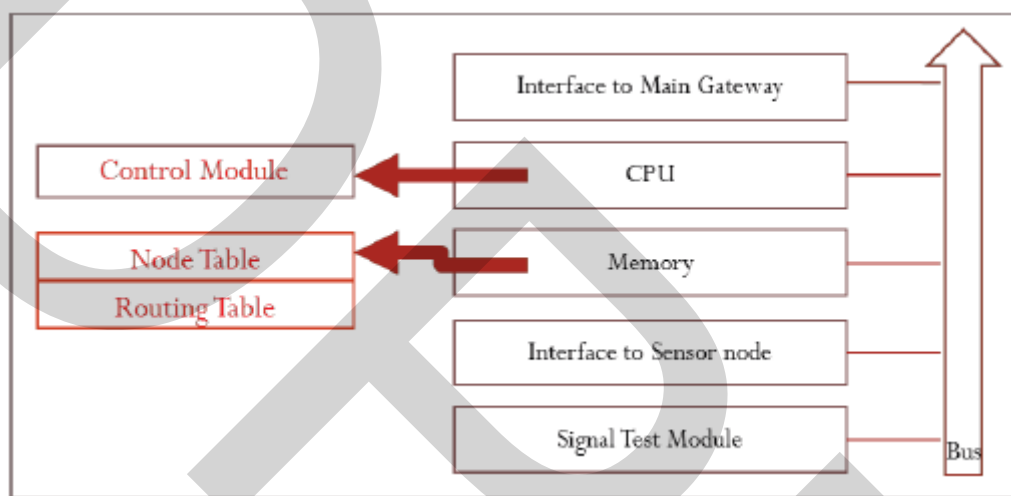 Interface to Main Gateway
Control Module
CPU
Node Table
Memory
Routing Table
Interface to Sensor node
Signal Test Module
Bus